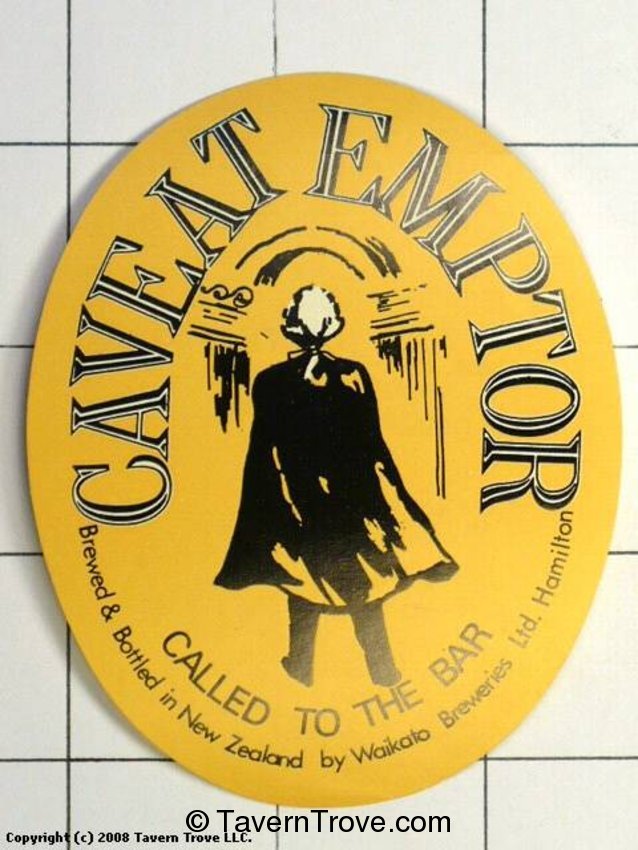 CAVEAT EMPTOR
CALLED TO THE BAR
Brewed & Bottled in New Zealand by Waikato Breweries Ltd. Hamilton
© TavernTrove.com
Copyright (c) 2008 Tavern Trove LLC.